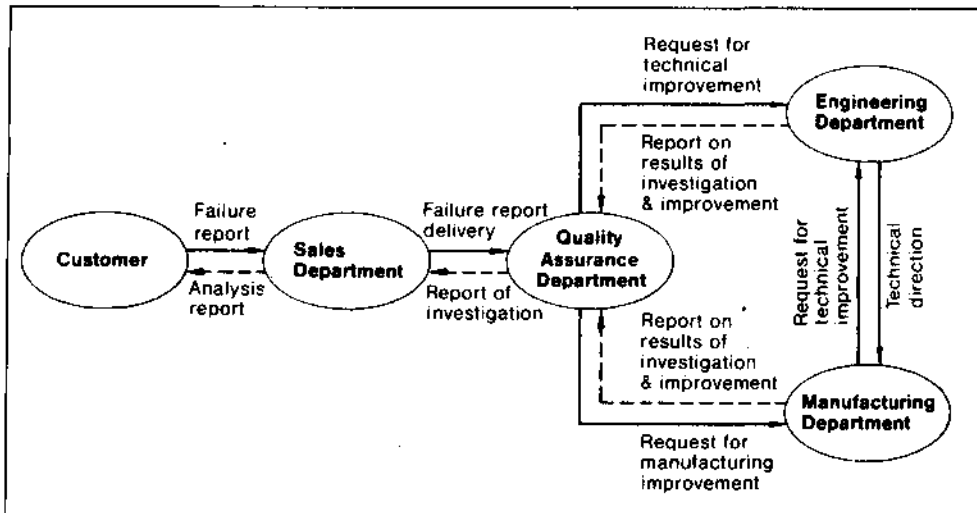 Request for
technical
improvement
Engineering
Department
Report on
results of
investigation
& improvement
Failure
report
Failure report
delivery
Customer
Sales
Department
Quality
Assurance
Department
Analysis
report
Report of
investigation
Request for
technical
improvement
Technical
direction
Report on
results of
investigation
& improvement
Manufacturing
Department
Request for
manufacturing
improvement